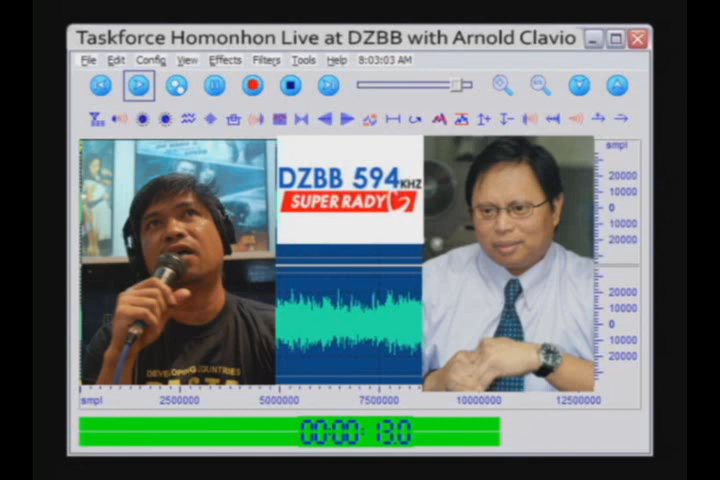 Taskforce Homonhon Live at DZBB with Arnold Clavio
File Edit Config View Effects Filters Tools Help 8:03:03 AM
smpl
DZBB 594 KHZ
SUPER RADYO
20000
10000
0
10000
20000
20000
10000
0
10000
20000
DEVELOPING COUNTRIES
smpl 2500000 5000000 7500000 10000000 12500000
00:00: 13.0